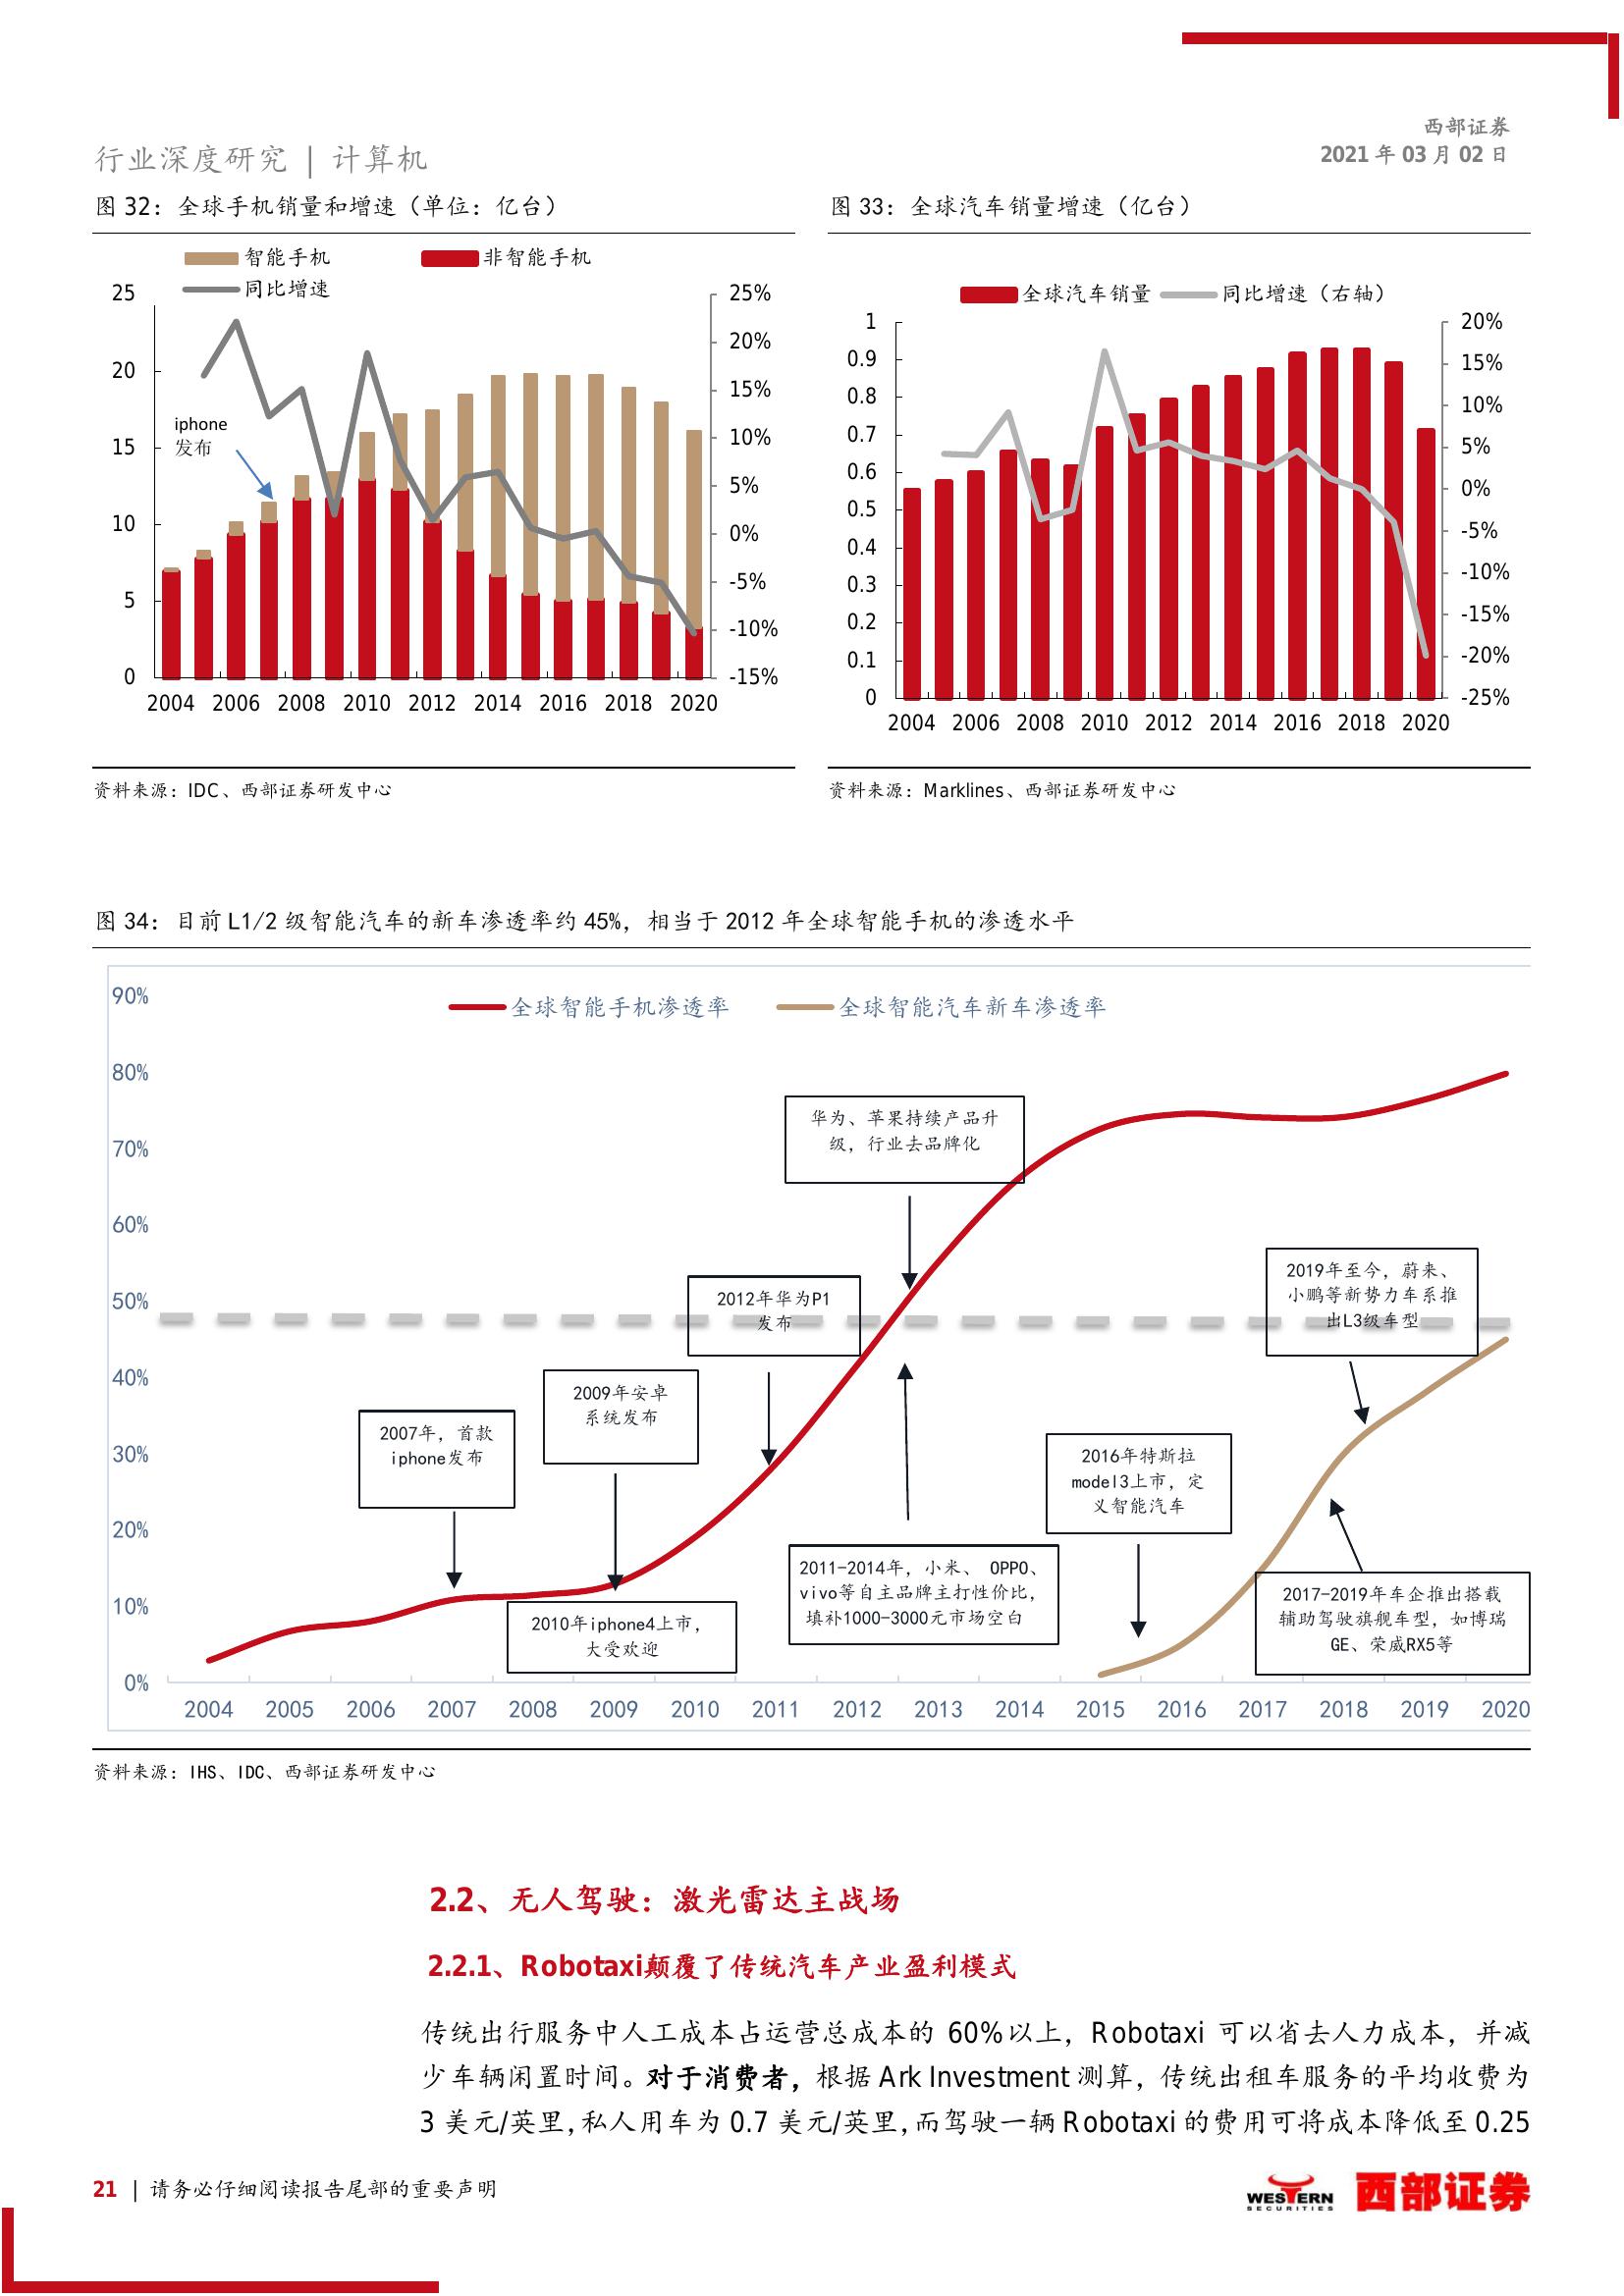 西部证券
2021 年 03 月 02 日
行业深度研究 | 计算机
图 32：全球手机销量和增速（单位：亿台）
智能手机 非智能手机
同比增速
25
20
15
10
5
0
25%
20%
15%
10%
5%
0%
-5%
-10%
-15%
iphone
发布
2004 2006 2008 2010 2012 2014 2016 2018 2020
资料来源：IDC、西部证券研发中心
图 33：全球汽车销量增速（亿台）
全球汽车销量 同比增速（右轴）
1
0.9
0.8
0.7
0.6
0.5
0.4
0.3
0.2
0.1
0
20%
15%
10%
5%
0%
-5%
-10%
-15%
-20%
-25%
2004 2006 2008 2010 2012 2014 2016 2018 2020
资料来源：Marklines、西部证券研发中心
图 34：目前 L1/2 级智能汽车的新车渗透率约 45%，相当于 2012 年全球智能手机的渗透水平
全球智能手机渗透率 全球智能汽车新车渗透率
90%
80%
70%
60%
50%
40%
30%
20%
10%
0%
华为、苹果持续产品升
级，行业去品牌化
2012年华为P1
发布
2019年至今，蔚来、
小鹏等新势力车系推
出L3级车型
2009年安卓
系统发布
2007年，首款
iphone发布
2016年特斯拉
model3上市，定
义智能汽车
2011-2014年，小米、 OPPO、
vivo等自主品牌主打性价比，
填补1000-3000元市场空白
2017-2019年车企推出搭载
辅助驾驶旗舰车型，如博瑞
GE、荣威RX5等
2010年iphone4上市，
大受欢迎
2004 2005 2006 2007 2008 2009 2010 2011 2012 2013 2014 2015 2016 2017 2018 2019 2020
资料来源：IHS、IDC、西部证券研发中心
2.2、无人驾驶：激光雷达主战场
2.2.1、Robotaxi颠覆了传统汽车产业盈利模式
传统出行服务中人工成本占运营总成本的 60%以上，Robotaxi 可以省去人力成本，并减
少车辆闲置时间。对于消费者，根据 Ark Investment 测算，传统出租车服务的平均收费为
3 美元/英里，私人用车为 0.7 美元/英里，而驾驶一辆 Robotaxi 的费用可将成本降低至 0.25
21 | 请务必仔细阅读报告尾部的重要声明
WESTERN
SECURITIES
西部证券